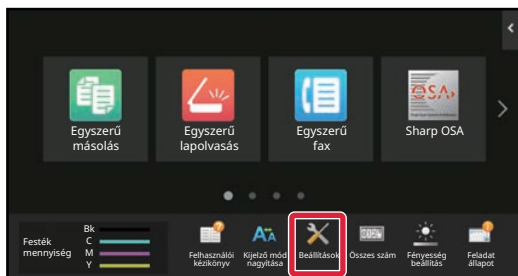 Egyszerű
másolás
Egyszerű
lapolvasás
Egyszerű
fax
OSA
Sharp OSA
Festék
mennyiség
Bk
C
M
Y
Felhasználói
kézikönyv
Kijelző mód
nagyítása
Beállítások
Összes szám
Fényesség
beállítás
Feladat
állapot